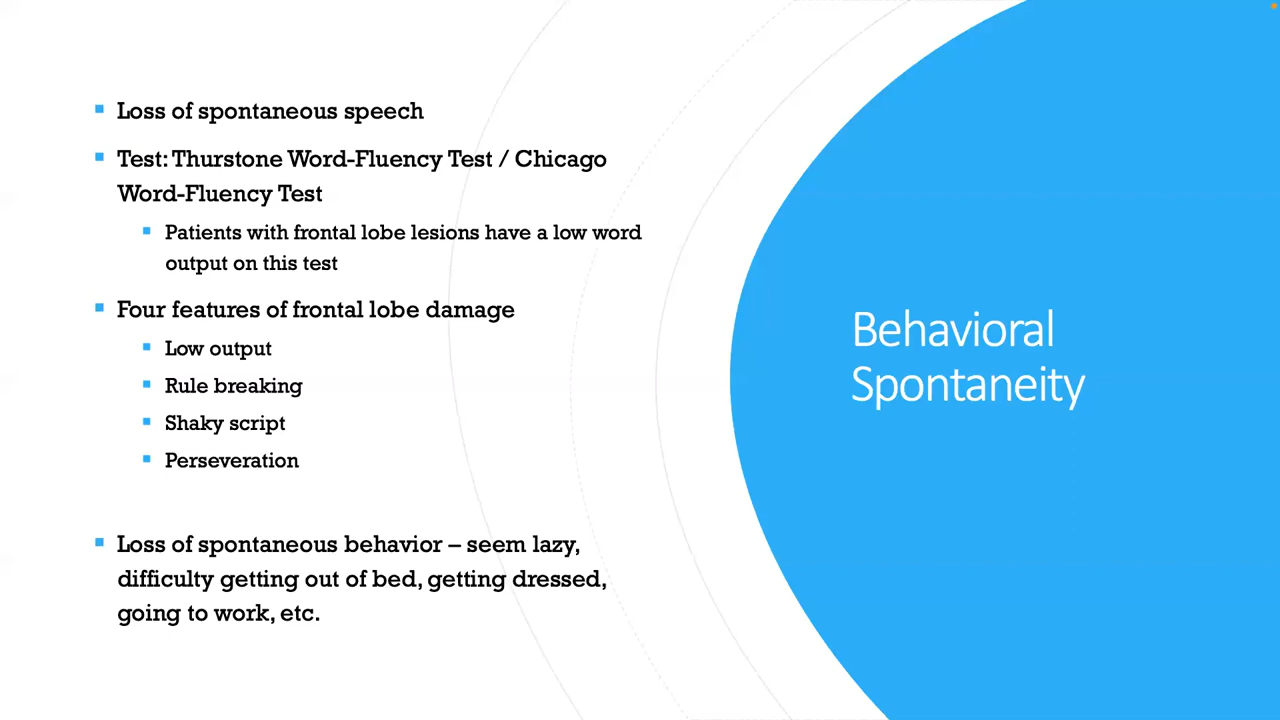 Loss of spontaneous speech
Test: Thurstone Word-Fluency Test / Chicago
Word-Fluency Test
Patients with frontal lobe lesions have a low word
output on this test
Four features of frontal lobe damage
Low output
Rule breaking
Shaky script
Perseveration
Loss of spontaneous behavior – seem lazy,
difficulty getting out of bed, getting dressed,
going to work, etc.
Behavioral
Spontaneity